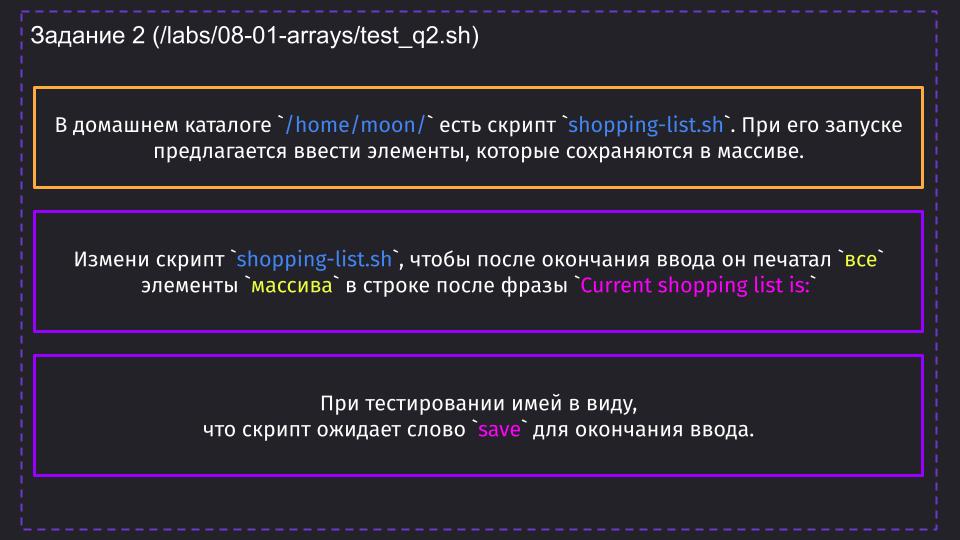 Задание 2 (/labs/08-01-arrays/test_q2.sh)
В домашнем каталоге `/home/moon/` есть скрипт `shopping-list.sh`. При его запуске
предлагается ввести элементы, которые сохраняются в массиве.
Измени скрипт `shopping-list.sh`, чтобы после окончания ввода он печатал `все`
элементы `массива` в строке после фразы `Current shopping list is:`
При тестировании имей в виду,
что скрипт ожидает слово `save` для окончания ввода.